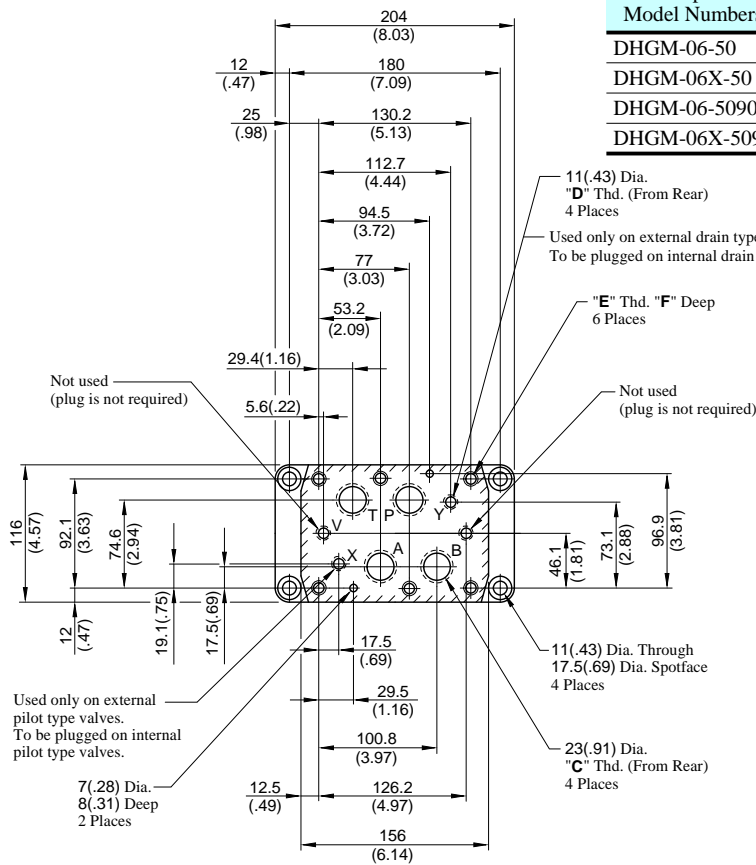 Model Number
DHGM-06-50
DHGM-06X-50
DHGM-06-5090
DHGM-06X-509
204
(8.03)
12
(.47)
180
(7.09)
25
(.98)
130.2
(5.13)
112.7
(4.44)
94.5
(3.72)
77
(3.03)
53.2
(2.09)
29.4(1.16)
5.6(.22)
11(.43) Dia.
"D" Thd. (From Rear)
4 Places
Used only on external drain type
To be plugged on internal drain
"E" Thd. "F" Deep
6 Places
Not used
(plug is not required)
Not used
(plug is not required)
T P Y
V
X A B
116
(4.57)
92.1
(3.63)
74.6
(2.94)
19.1(.75)
17.5(.69)
12
(.47)
46.1
(1.81)
73.1
(2.88)
96.9
(3.81)
17.5
(.69)
29.5
(1.16)
100.8
(3.97)
12.5
(.49)
126.2
(4.97)
156
(6.14)
Used only on external
pilot type valves.
To be plugged on internal
pilot type valves.
7(.28) Dia.
8(.31) Deep
2 Places
11(.43) Dia. Through
17.5(.69) Dia. Spotface
4 Places
23(.91) Dia.
"C" Thd. (From Rear)
4 Places